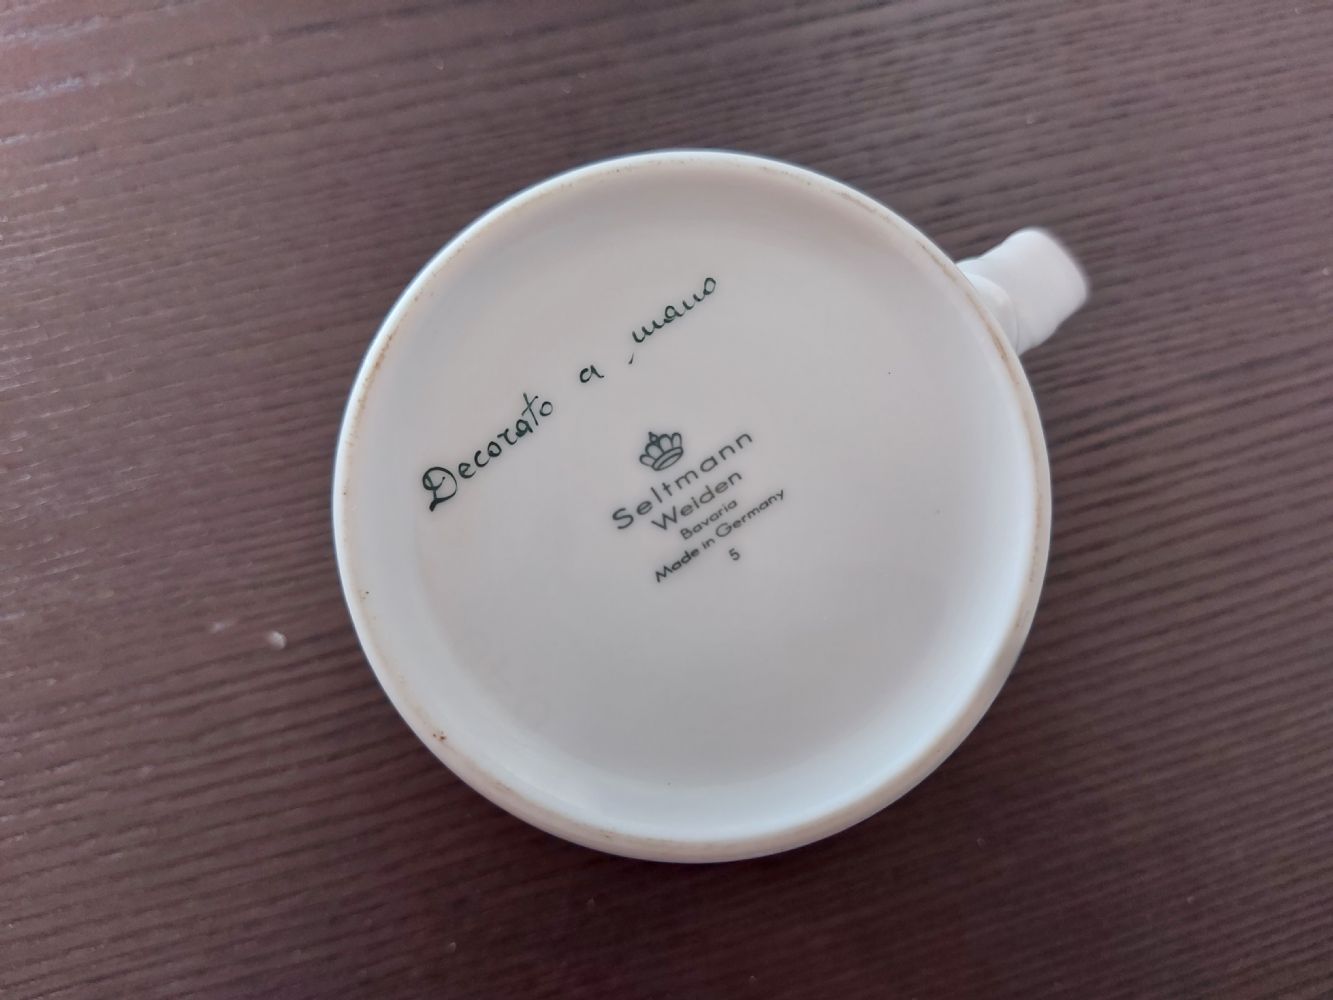 Decorato a mano
Seltmann
Weiden
Bavaria
Made in Germany
5